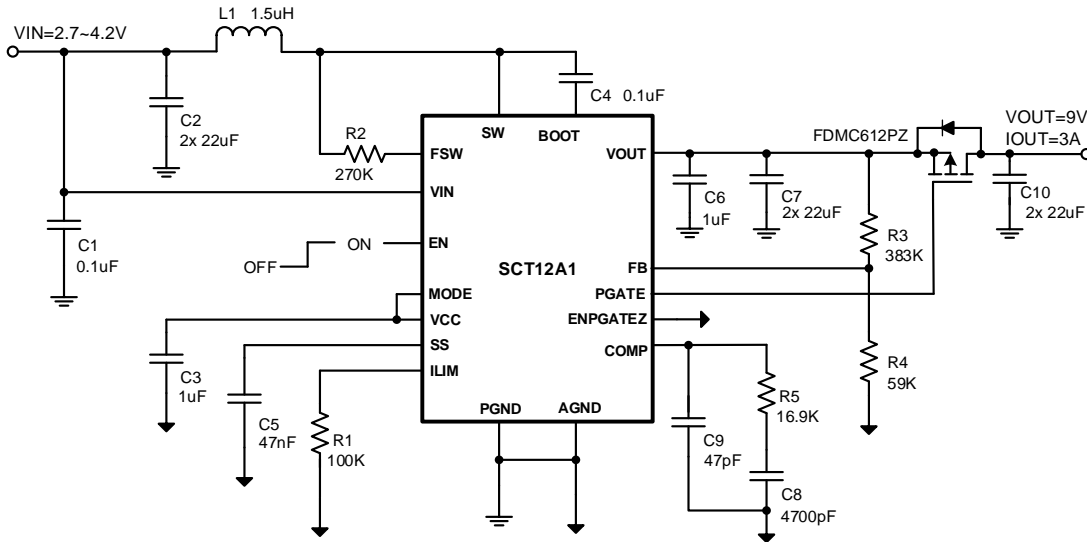 L1 1.5uH
VIN=2.7~4.2V
C4 0.1uF
C2
2x 22uF
R2
270K
SW
BOOT
FSW
VOUT
FDMC612PZ
VOUT=9V
IOUT=3A
VIN
C6
1uF
C7
2x 22uF
C10
2x 22uF
C1
0.1uF
OFF
ON
EN
R3
383K
SCT12A1
FB
MODE
PGATE
VCC
ENPGATEZ
SS
COMP
C3
1uF
ILIM
R4
59K
C5
47nF
R1
100K
PGND
AGND
R5
16.9K
C9
47pF
C8
4700pF